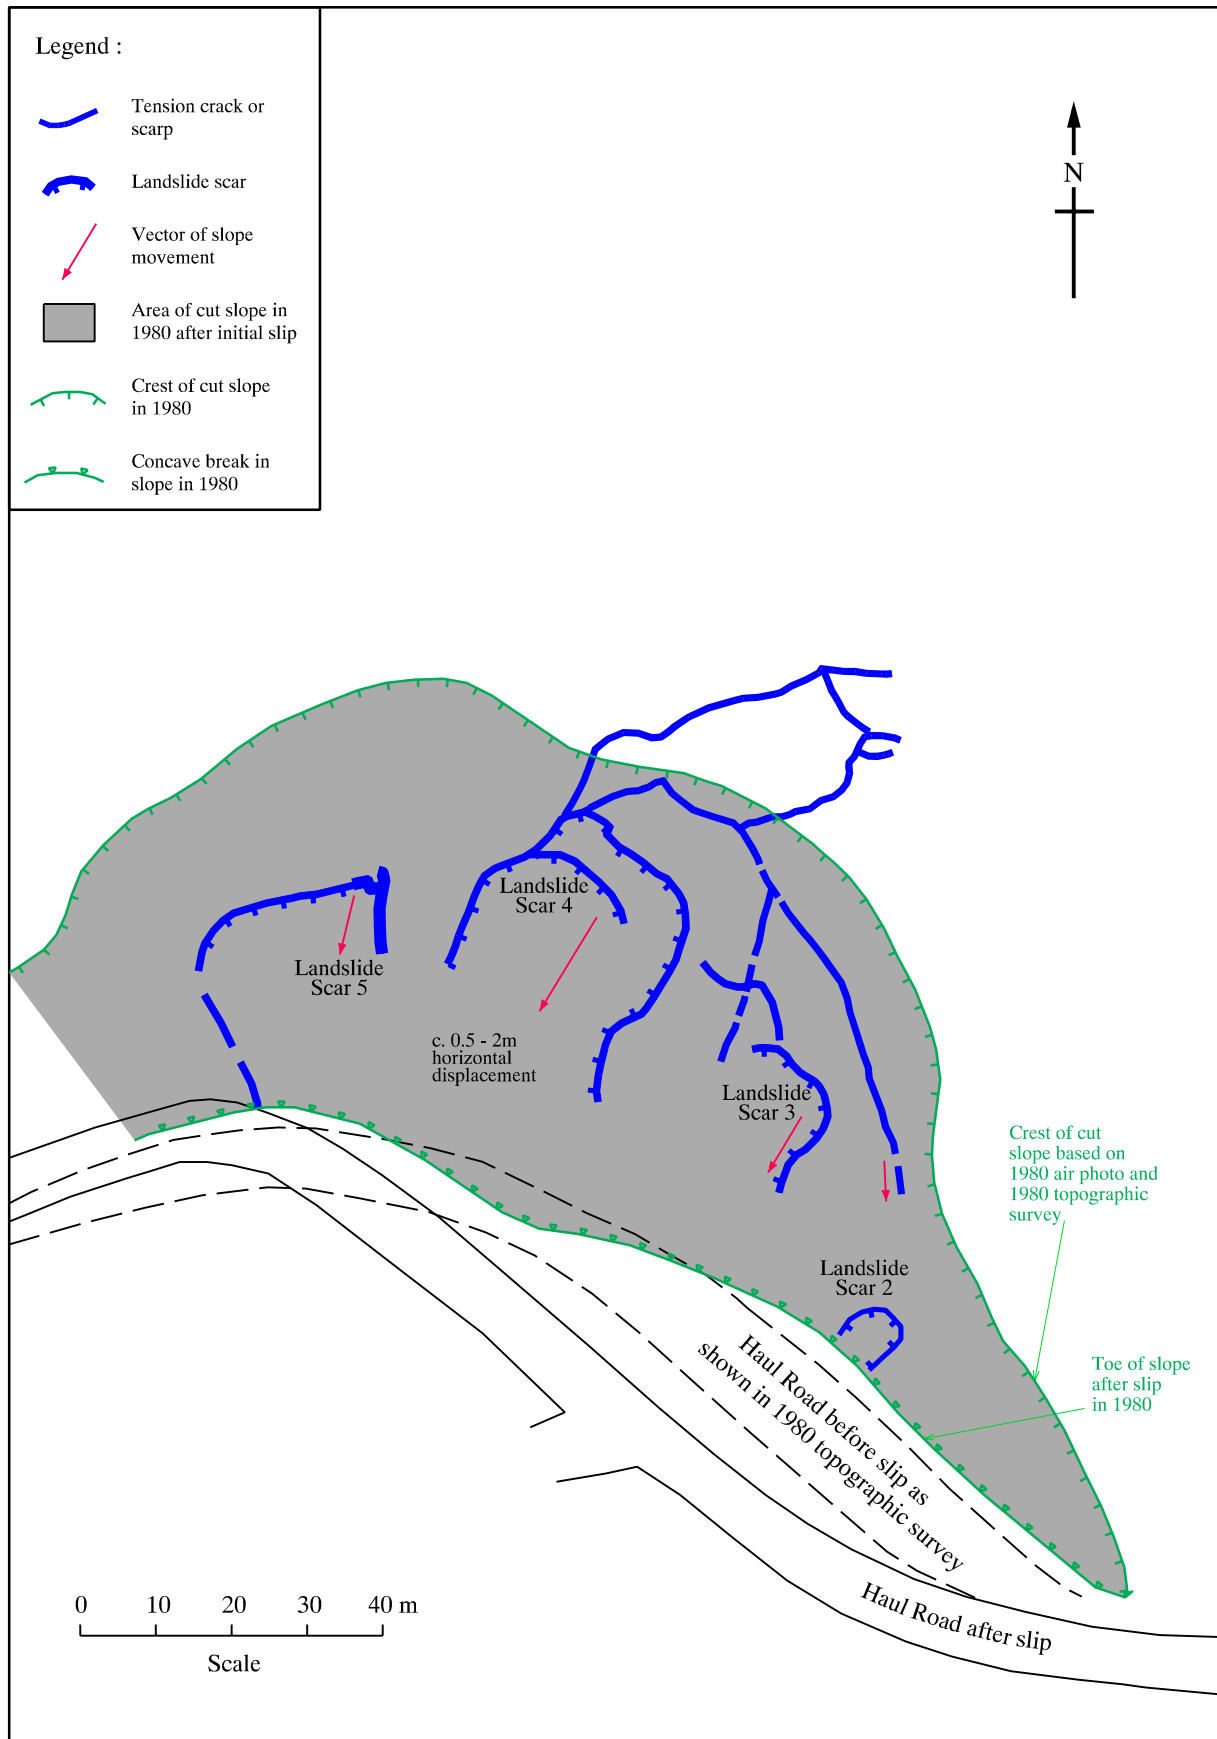 Legend :
Tension crack or
scarp
Landslide scar
Vector of slope
movement
Area of cut slope in
1980 after initial slip
Crest of cut slope
in 1980
Concave break in
slope in 1980
N
Landslide
Scar 4
Landslide
Scar 5
c. 0.5 - 2m
horizontal
displacement
Landslide
Scar 3
Crest of cut
slope based on
1980 air photo and
1980 topographic
survey
Landslide
Scar 2
Toe of slope
after slip
in 1980
Haul Road before slip as
shown in 1980 topographic survey
Haul Road after slip
0 10 20 30 40 m
Scale